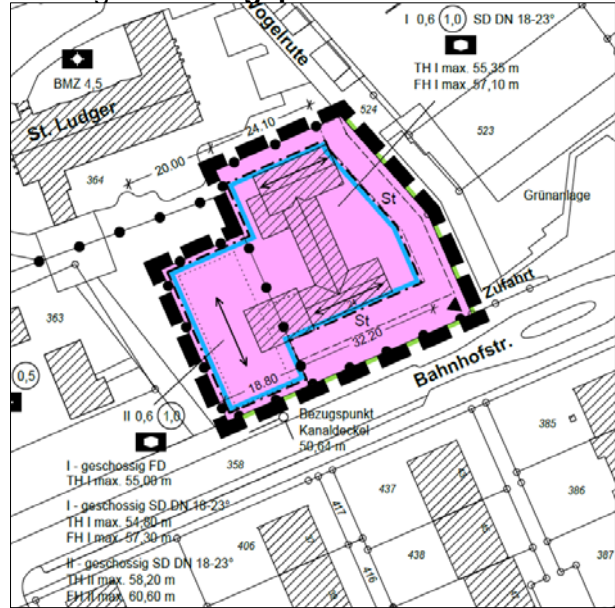 ogelrute
I 0,6 1,0 SD DN 18-23°
TH I max. 55,35 m
FH I max. 57,10 m
BMZ 4,5
St. Ludger
524
523
24.10
20.00
364
St
Grünanlage
Zufahrt
363
St
32.20
18.80
Bahnhofstr.
0,5
II 0,6 1,0
Bezugspunkt
Kanaldeckel
50,64 m
358
385
386
387
437
417
438
416
406
I - geschossig FD
TH I max. 55,00 m
I - geschossig SD DN 18-23°
TH I max. 54,80 m
FH I max. 57,30 m
II - geschossig SD DN 18-23°
TH II max. 58,20 m
FH II max. 60,60 m